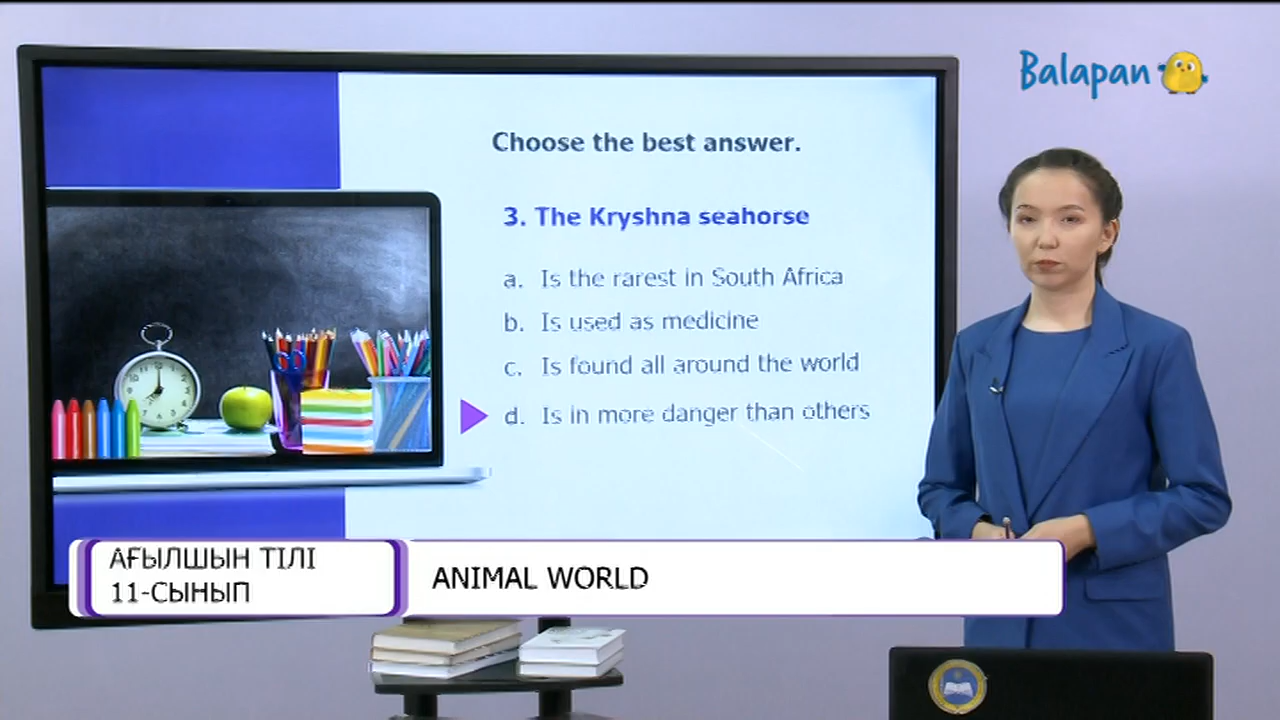 Balapan
Choose the best answer.
3. The Kryshna seahorse
a. Is the rarest in South Africa
b. Is used as medicine
c. Is found all around the world
d. Is in more danger than others
АҒЫЛШЫН ТІЛІ
11-СЫНЫП
ANIMAL WORLD